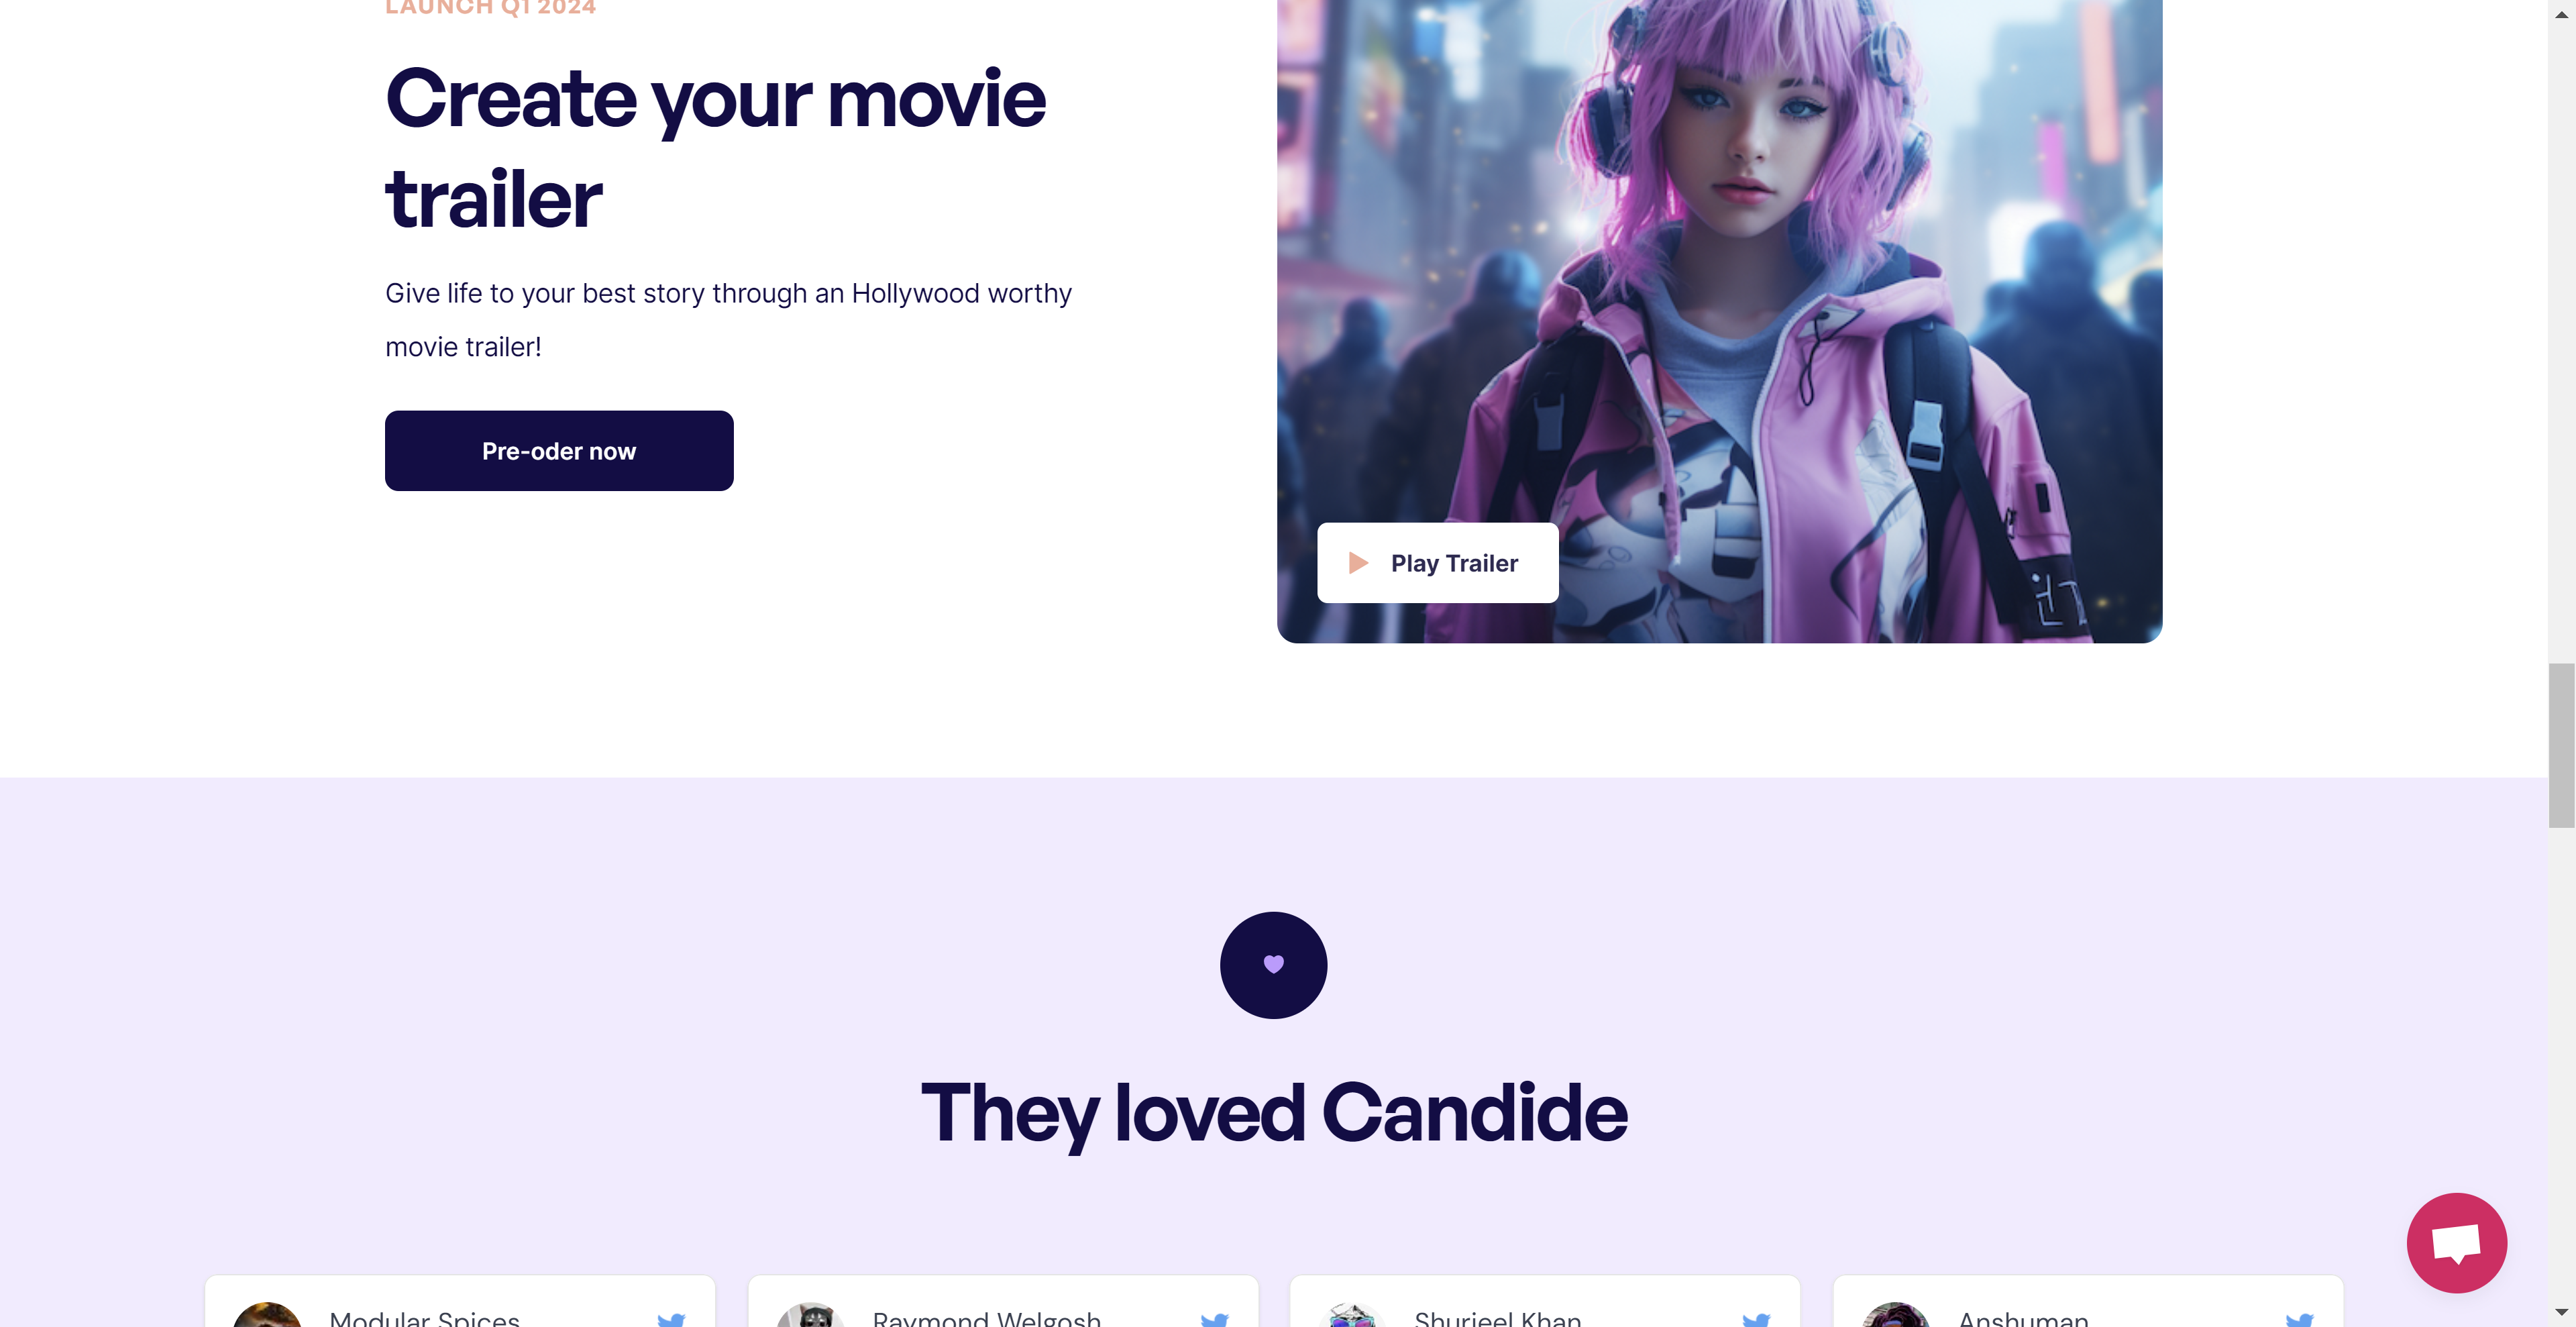 LAUNCH Q1 2024
Create your movie
trailer
Give life to your best story through an Hollywood worthy
movie trailer!
Pre-oder now
Play Trailer
They loved Candide
Modular Spices
Raymond Welgosh
Shurjeel Khan
Anshuman